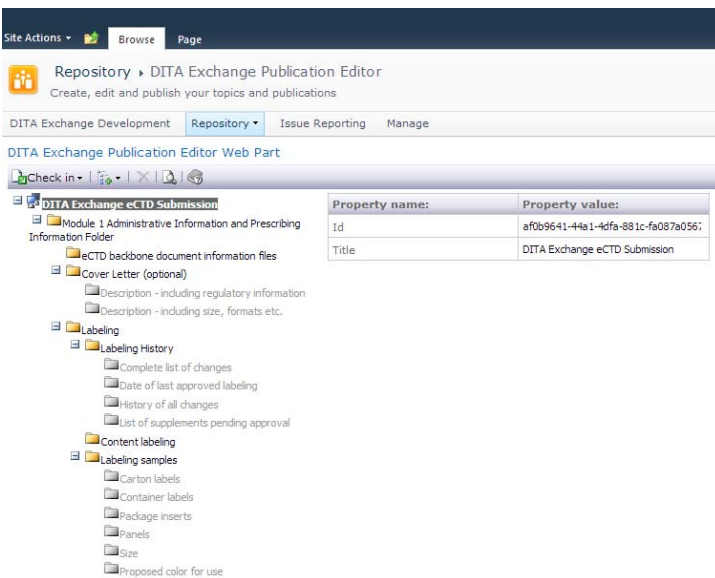 Site Actions
Browse
Page
Repository ▸ DITA Exchange Publication Editor
Create, edit and publish your topics and publications
DITA Exchange Development
Repository
Issue Reporting
Manage
DITA Exchange Publication Editor Web Part
Check in
DITA Exchange eCTD Submission
Module 1 Administrative Information and Prescribing
Information Folder
eCTD backbone document information files
Cover Letter (optional)
Description - including regulatory information
Description - including size, formats etc.
Labeling
Labeling History
Complete list of changes
Date of last approved labeling
History of all changes
List of supplements pending approval
Content labeling
Labeling samples
Carton labels
Container labels
Package inserts
Panels
Size
Proposed color for use
Property name: Property value:
Id af0b9641-44a1-4dfa-881c-fa087a0567
Title DITA Exchange eCTD Submission